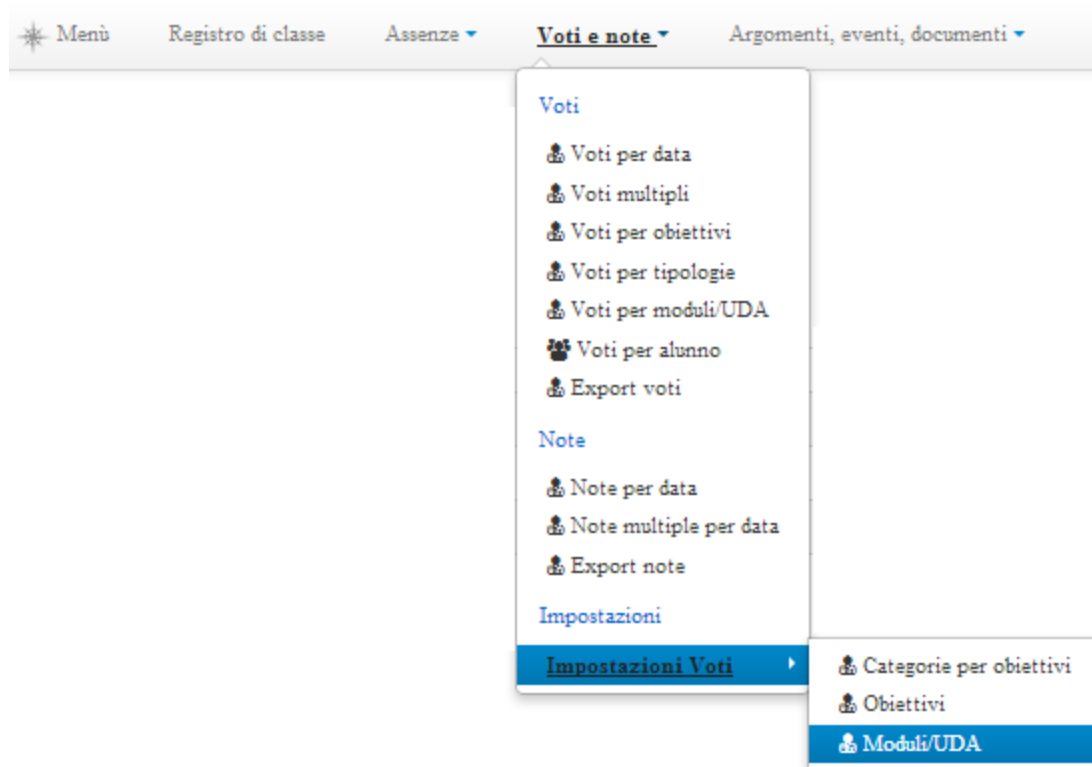 Menù Registro di classe Assenze Voti e note Argomenti, eventi, documenti
Voti
Voti per data
Voti multipli
Voti per obiettivi
Voti per tipologie
Voti per moduli/UDA
Voti per alunno
Export voti
Note
Note per data
Note multiple per data
Export note
Impostazioni
Impostazioni Voti
Categorie per obiettivi
Obiettivi
Moduli/UDA